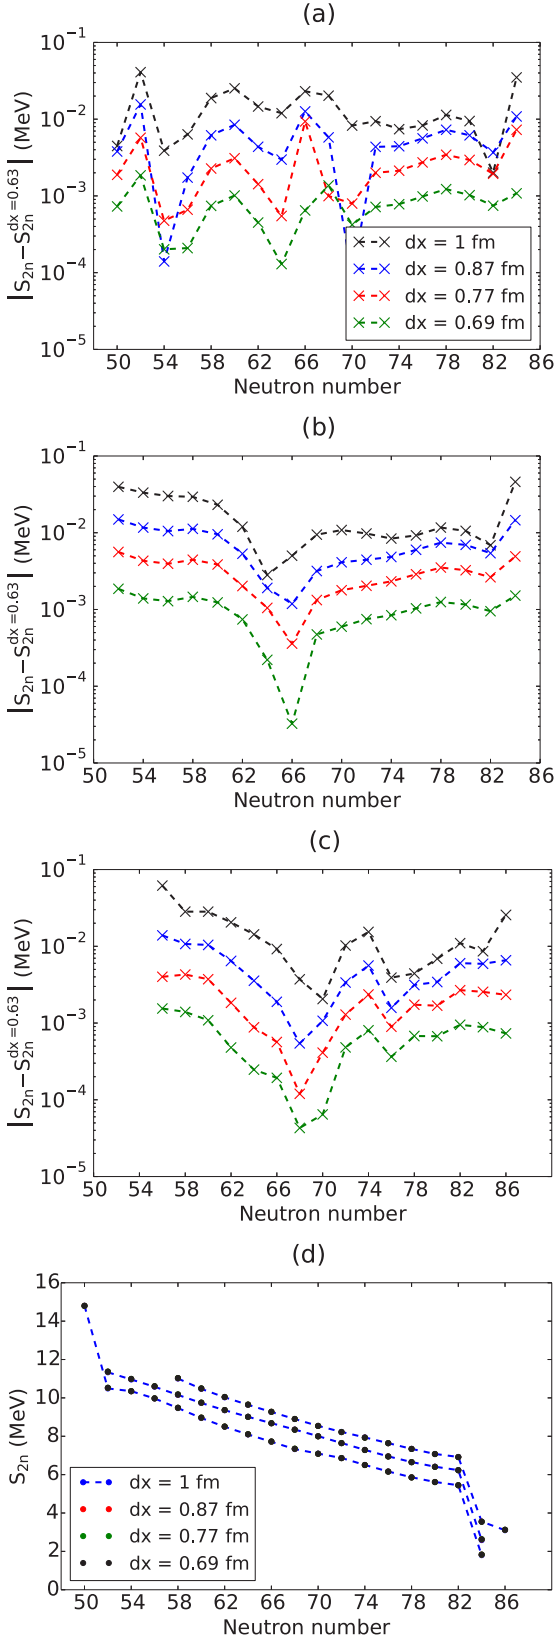 (a)
|S₂ₙ−S₂ₙ^dx=0.63| (MeV)
10⁻¹
10⁻²
10⁻³
10⁻⁴
10⁻⁵
dx = 1 fm
dx = 0.87 fm
dx = 0.77 fm
dx = 0.69 fm
50 54 58 62 66 70 74 78 82 86
Neutron number
(b)
|S₂ₙ−S₂ₙ^dx=0.63| (MeV)
10⁻¹
10⁻²
10⁻³
10⁻⁴
10⁻⁵
50 54 58 62 66 70 74 78 82 86
Neutron number
(c)
|S₂ₙ−S₂ₙ^dx=0.63| (MeV)
10⁻¹
10⁻²
10⁻³
10⁻⁴
10⁻⁵
50 54 58 62 66 70 74 78 82 86
Neutron number
(d)
S₂ₙ (MeV)
16
14
12
10
8
6
4
2
0
dx = 1 fm
dx = 0.87 fm
dx = 0.77 fm
dx = 0.69 fm
50 54 58 62 66 70 74 78 82 86
Neutron number